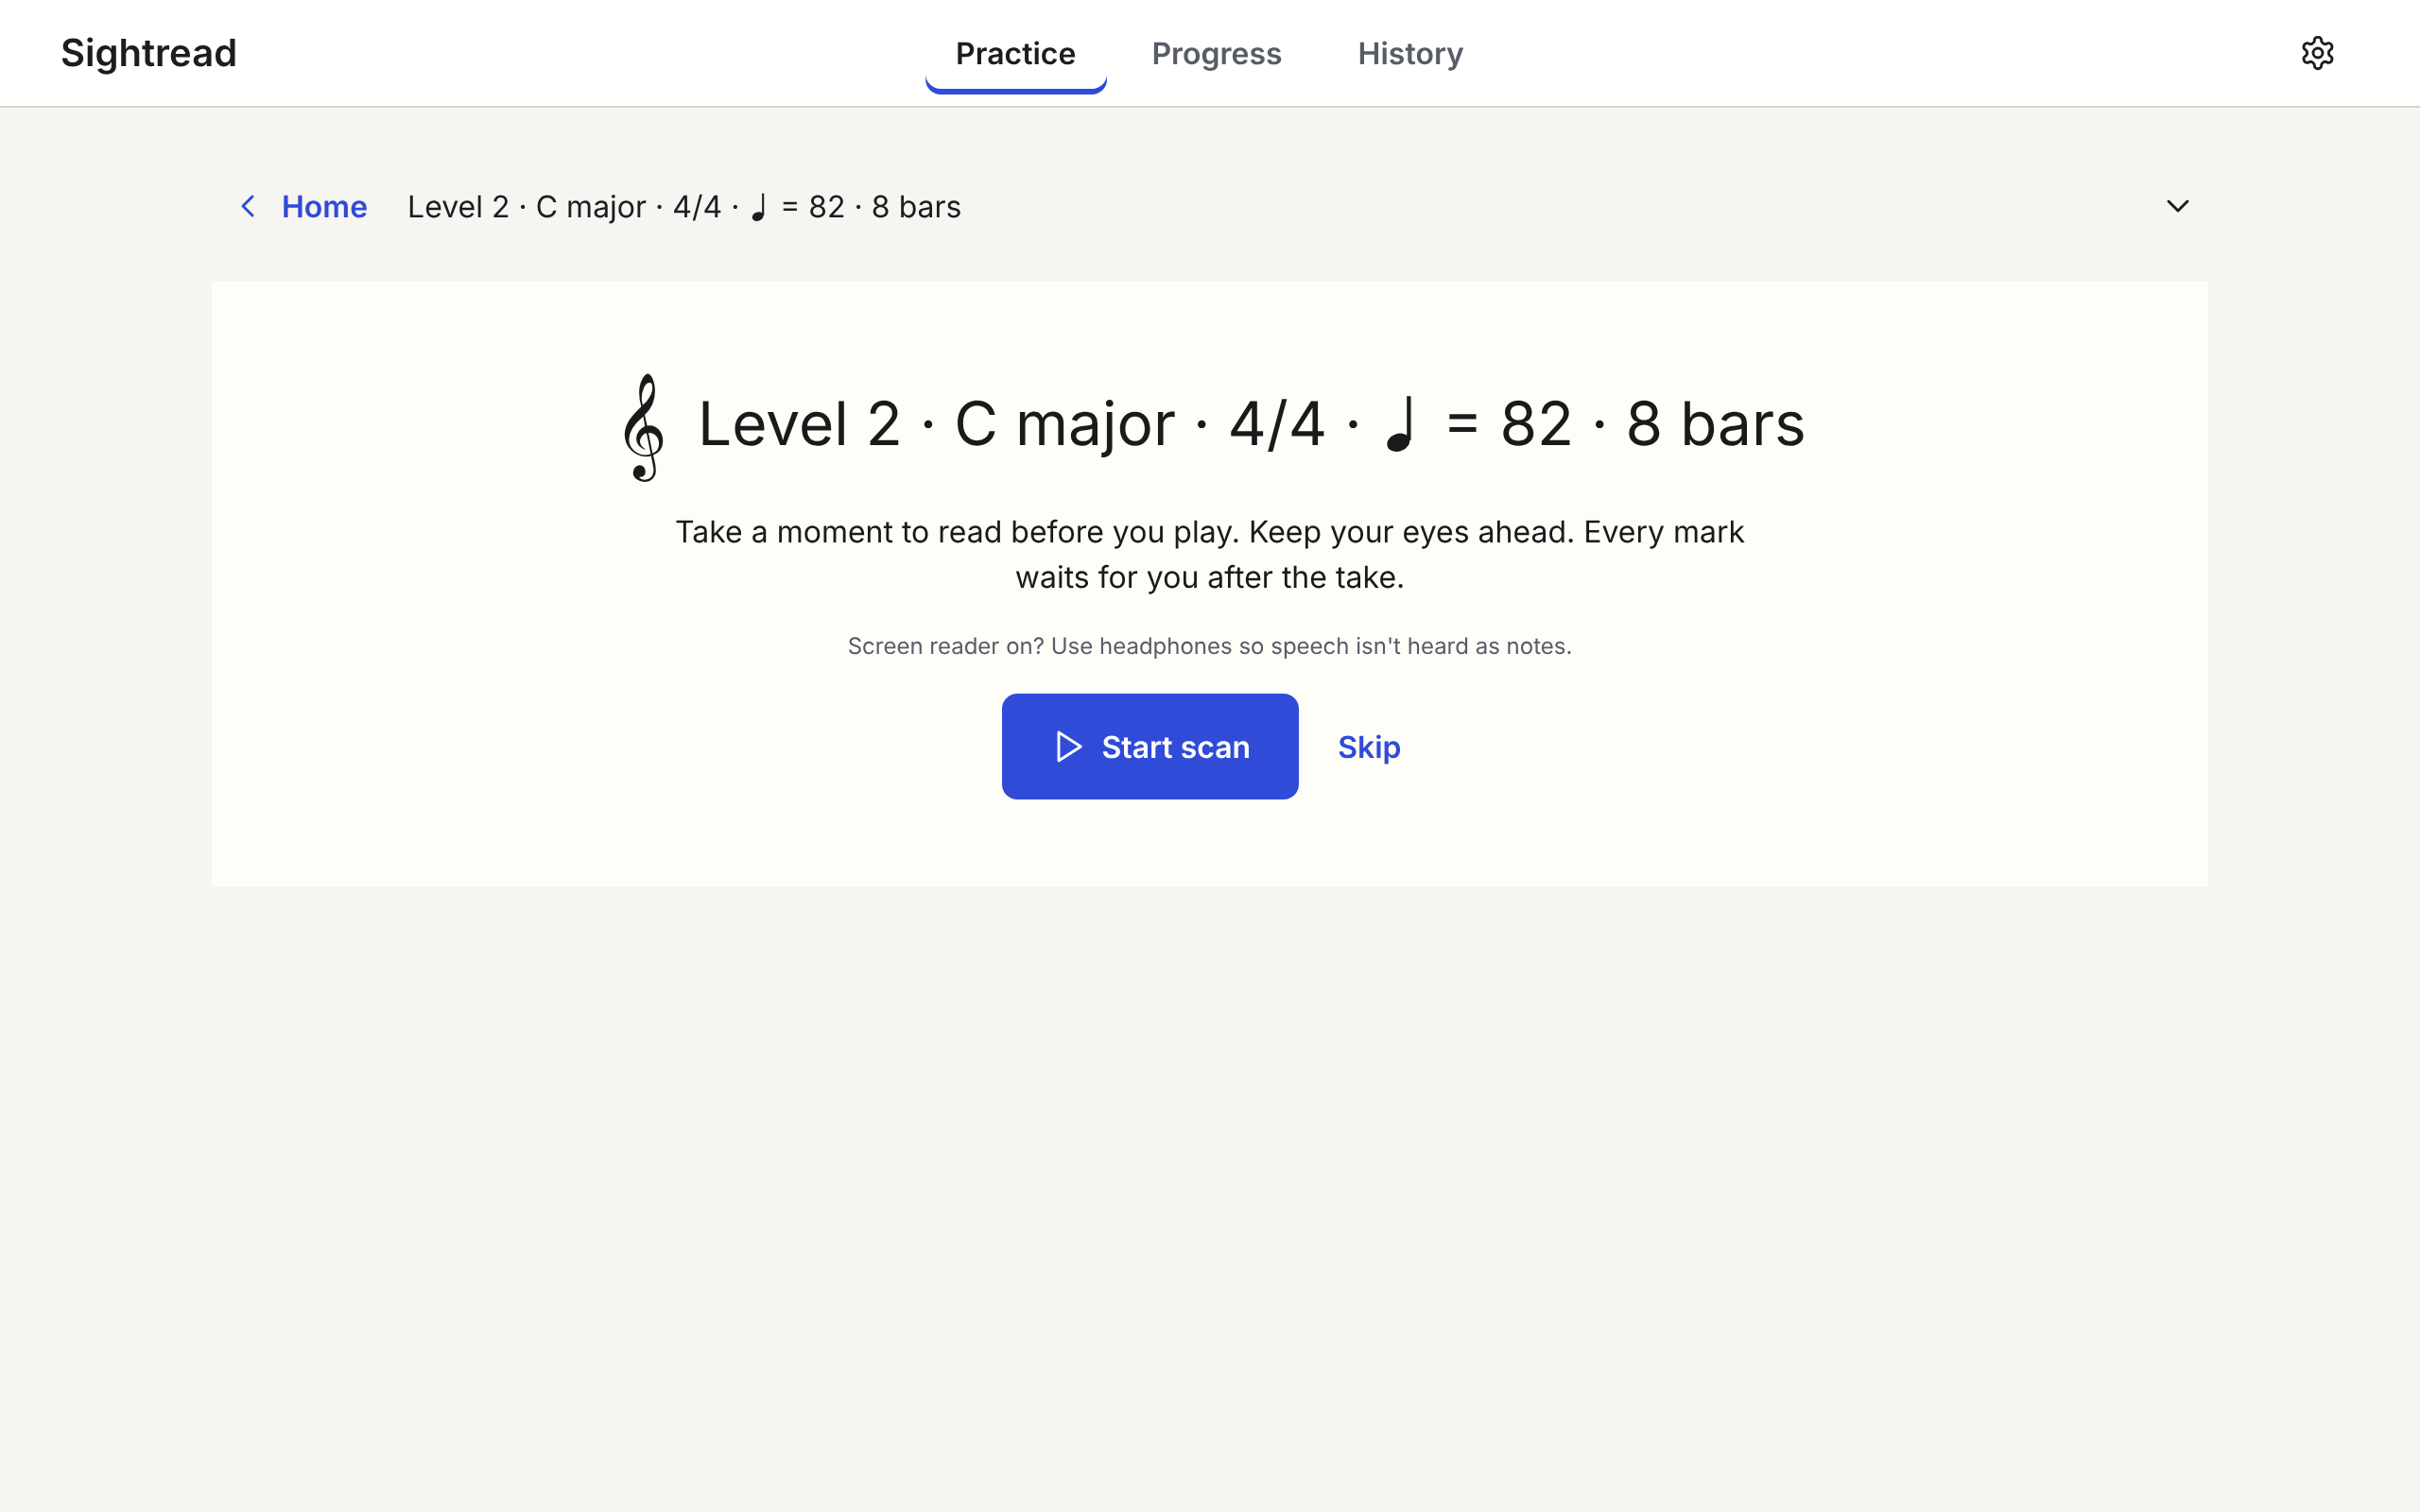 Sightread
Practice
Progress
History
Home
Level 2 · C major · 4/4 · ♩ = 82 · 8 bars
𝄞 Level 2 · C major · 4/4 · ♩ = 82 · 8 bars
Take a moment to read before you play. Keep your eyes ahead. Every mark
waits for you after the take.
Screen reader on? Use headphones so speech isn't heard as notes.
Start scan
Skip